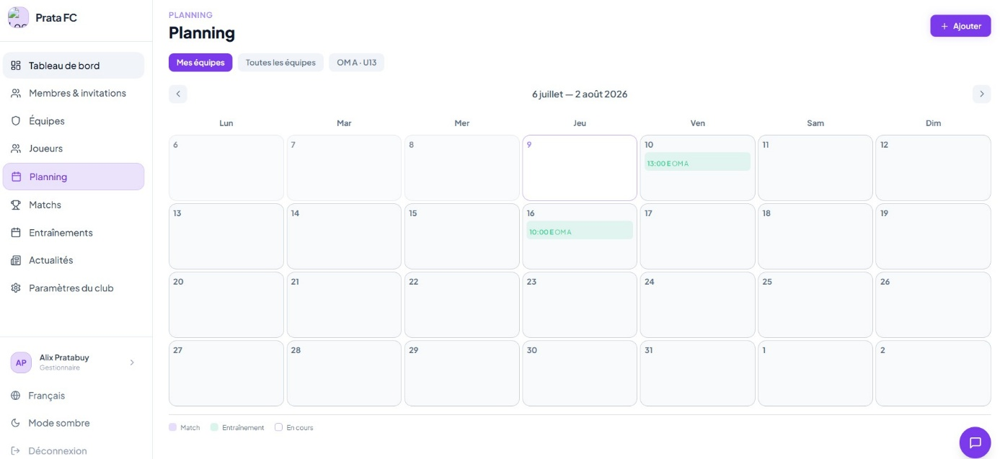 Prata FC
Tableau de bord
Membres & invitations
Équipes
Joueurs
Planning
Matchs
Entraînements
Actualités
Paramètres du club
AP
Alix Pratabuy
Gestionnaire
Français
Mode sombre
Déconnexion
PLANNING
Planning
+ Ajouter
Mes équipes Toutes les équipes OM A · U13
6 juillet — 2 août 2026
Lun Mar Mer Jeu Ven Sam Dim
6 7 8 9 10 11 12
13:00 E OM A
13 14 15 16 17 18 19
10:00 E OM A
20 21 22 23 24 25 26
27 28 29 30 31 1 2
Match Entraînement En cours